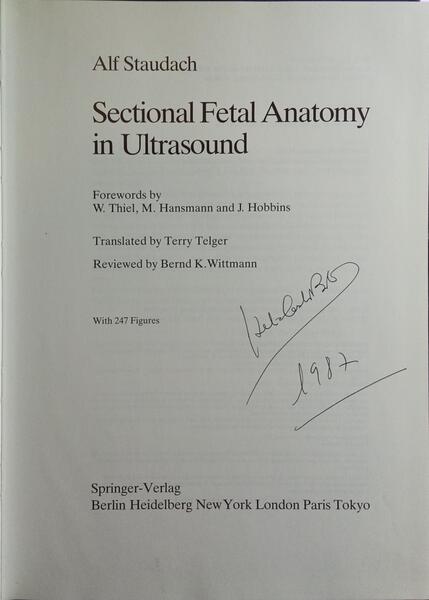 Alf Staudach
Sectional Fetal Anatomy
in Ultrasound
Forewords by
W. Thiel, M. Hansmann and J. Hobbins
Translated by Terry Telger
Reviewed by Bernd K. Wittmann
With 247 Figures
1987
Springer-Verlag
Berlin Heidelberg New York London Paris Tokyo